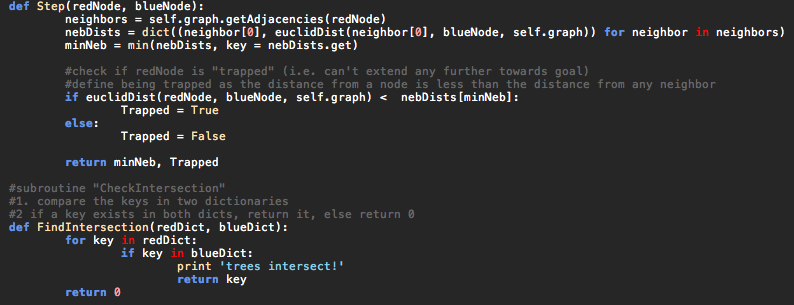 def Step(redNode, blueNode):
        neighbors = self.graph.getAdjacencies(redNode)
        nebDists = dict((neighbor[0], euclidDist(neighbor[0], blueNode, self.graph)) for neighbor in neighbors)
        minNeb = min(nebDists, key = nebDists.get)

        #check if redNode is "trapped" (i.e. can't extend any further towards goal)
        #define being trapped as the distance from a node is less than the distance from any neighbor
        if euclidDist(redNode, blueNode, self.graph) <  nebDists[minNeb]:
                Trapped = True
        else:
                Trapped = False

        return minNeb, Trapped

#subroutine "CheckIntersection"
#1. compare the keys in two dictionaries
#2 if a key exists in both dicts, return it, else return 0
def FindIntersection(redDict, blueDict):
        for key in redDict:
                if key in blueDict:
                        print 'trees intersect!'
                        return key
        return 0